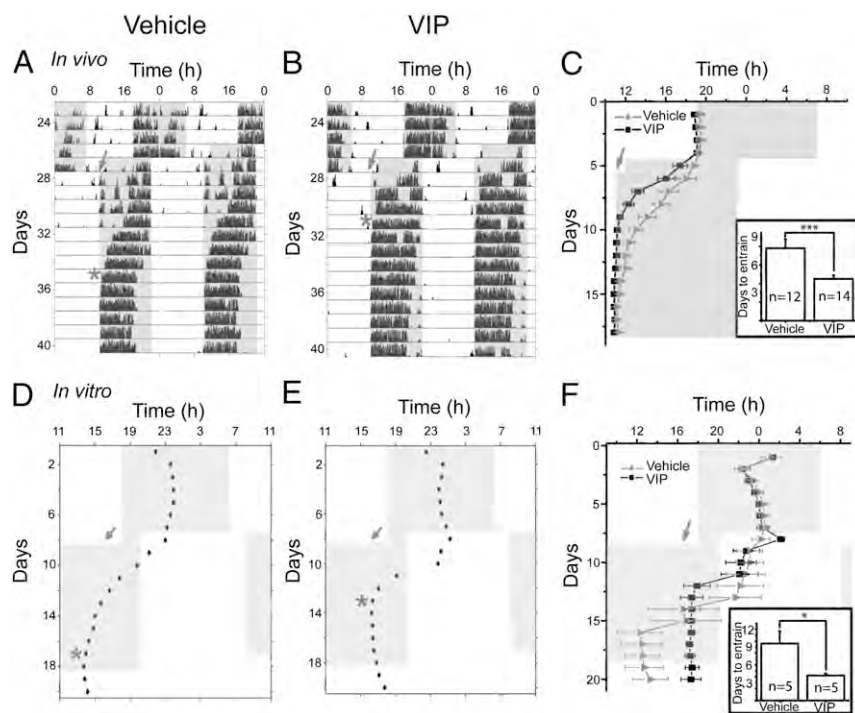 Vehicle
VIP
A
In vivo
Time (h)
0 8 16 0 8 16 0
Days
24
28
32
36
40
*
B
Time (h)
0 8 16 0 8 16 0
Days
24
28
32
36
40
*
C
Time (h)
12 16 20 0 4 8
Days
0
5
10
15
Vehicle
VIP
Days to entrain
9
6
3
***
n=12
n=14
Vehicle VIP
D
In vitro
Time (h)
11 15 19 23 3 7 11
Days
2
6
10
14
18
*
E
Time (h)
11 15 19 23 3 7 11
Days
2
6
10
14
18
*
F
Time (h)
12 16 20 0 4 8
Days
0
5
10
15
20
Vehicle
VIP
Days to entrain
12
9
6
3
*
n=5
n=5
Vehicle VIP